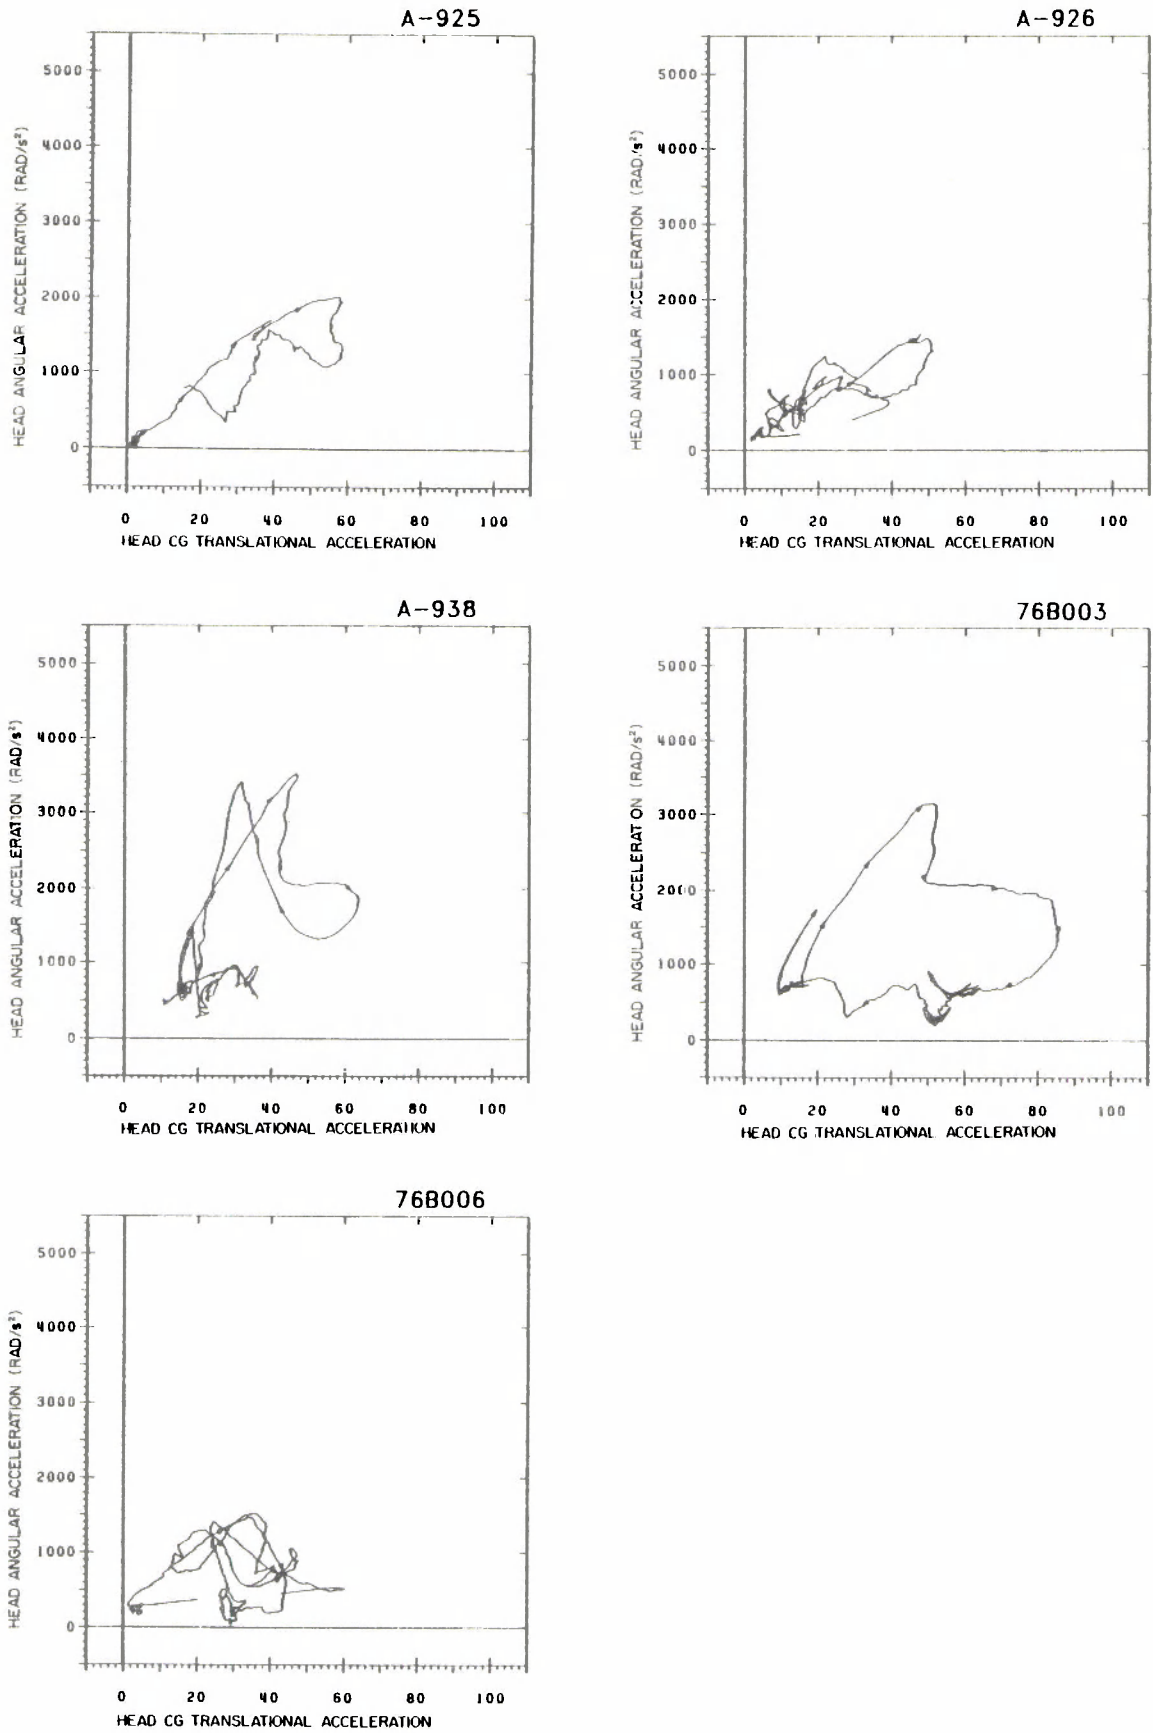 A-925
5000
4000
3000
2000
1000
0
HEAD ANGULAR ACCELERATION (RAD/s²)
0 20 40 60 80 100
HEAD CG TRANSLATIONAL ACCELERATION
A-926
5000
4000
3000
2000
1000
0
HEAD ANGULAR ACCELERATION (RAD/s²)
0 20 40 60 80 100
HEAD CG TRANSLATIONAL ACCELERATION
A-938
5000
4000
3000
2000
1000
0
HEAD ANGULAR ACCELERATION (RAD/s²)
0 20 40 60 80 100
HEAD CG TRANSLATIONAL ACCELERATION
76B003
5000
4000
3000
2000
1000
0
HEAD ANGULAR ACCELERATON (RAD/s²)
0 20 40 60 80 100
HEAD CG TRANSLATIONAL ACCELERATION
76B006
5000
4000
3000
2000
1000
0
HEAD ANGULAR ACCELERATION (RAD/s²)
0 20 40 60 80 100
HEAD CG TRANSLATIONAL ACCELERATION